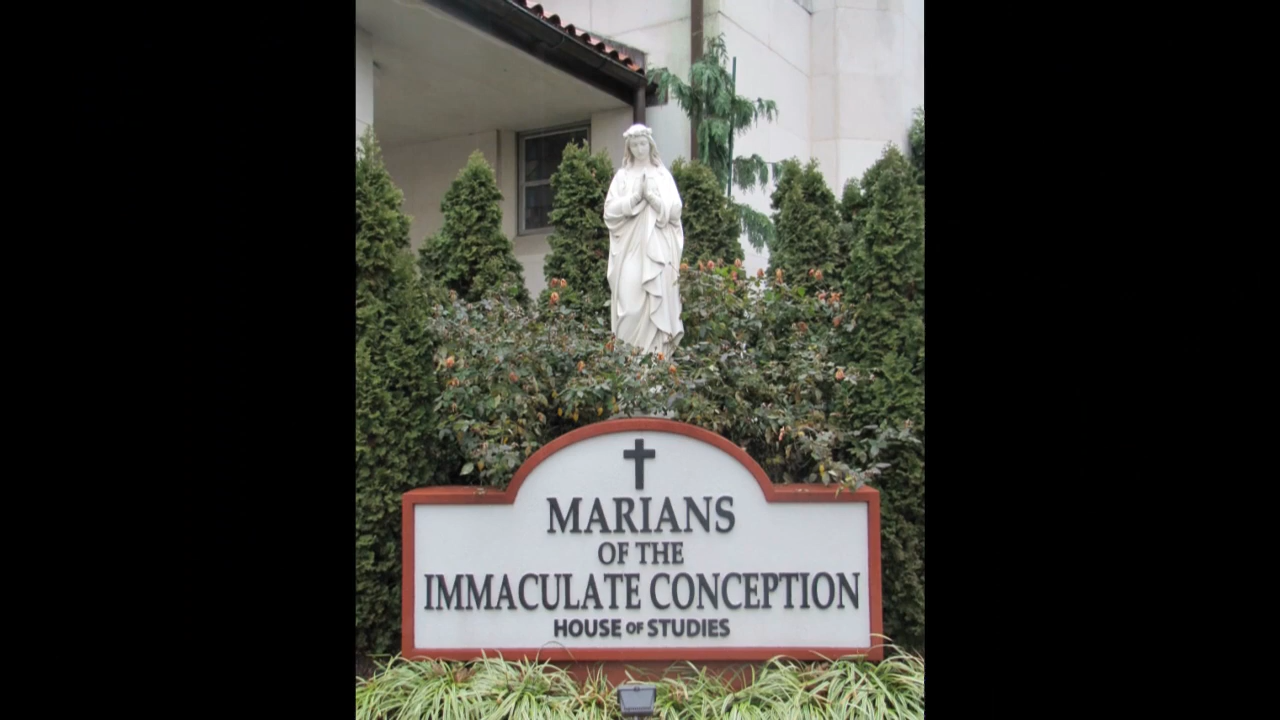 MARIANS
OF THE
IMMACULATE CONCEPTION
HOUSE OF STUDIES